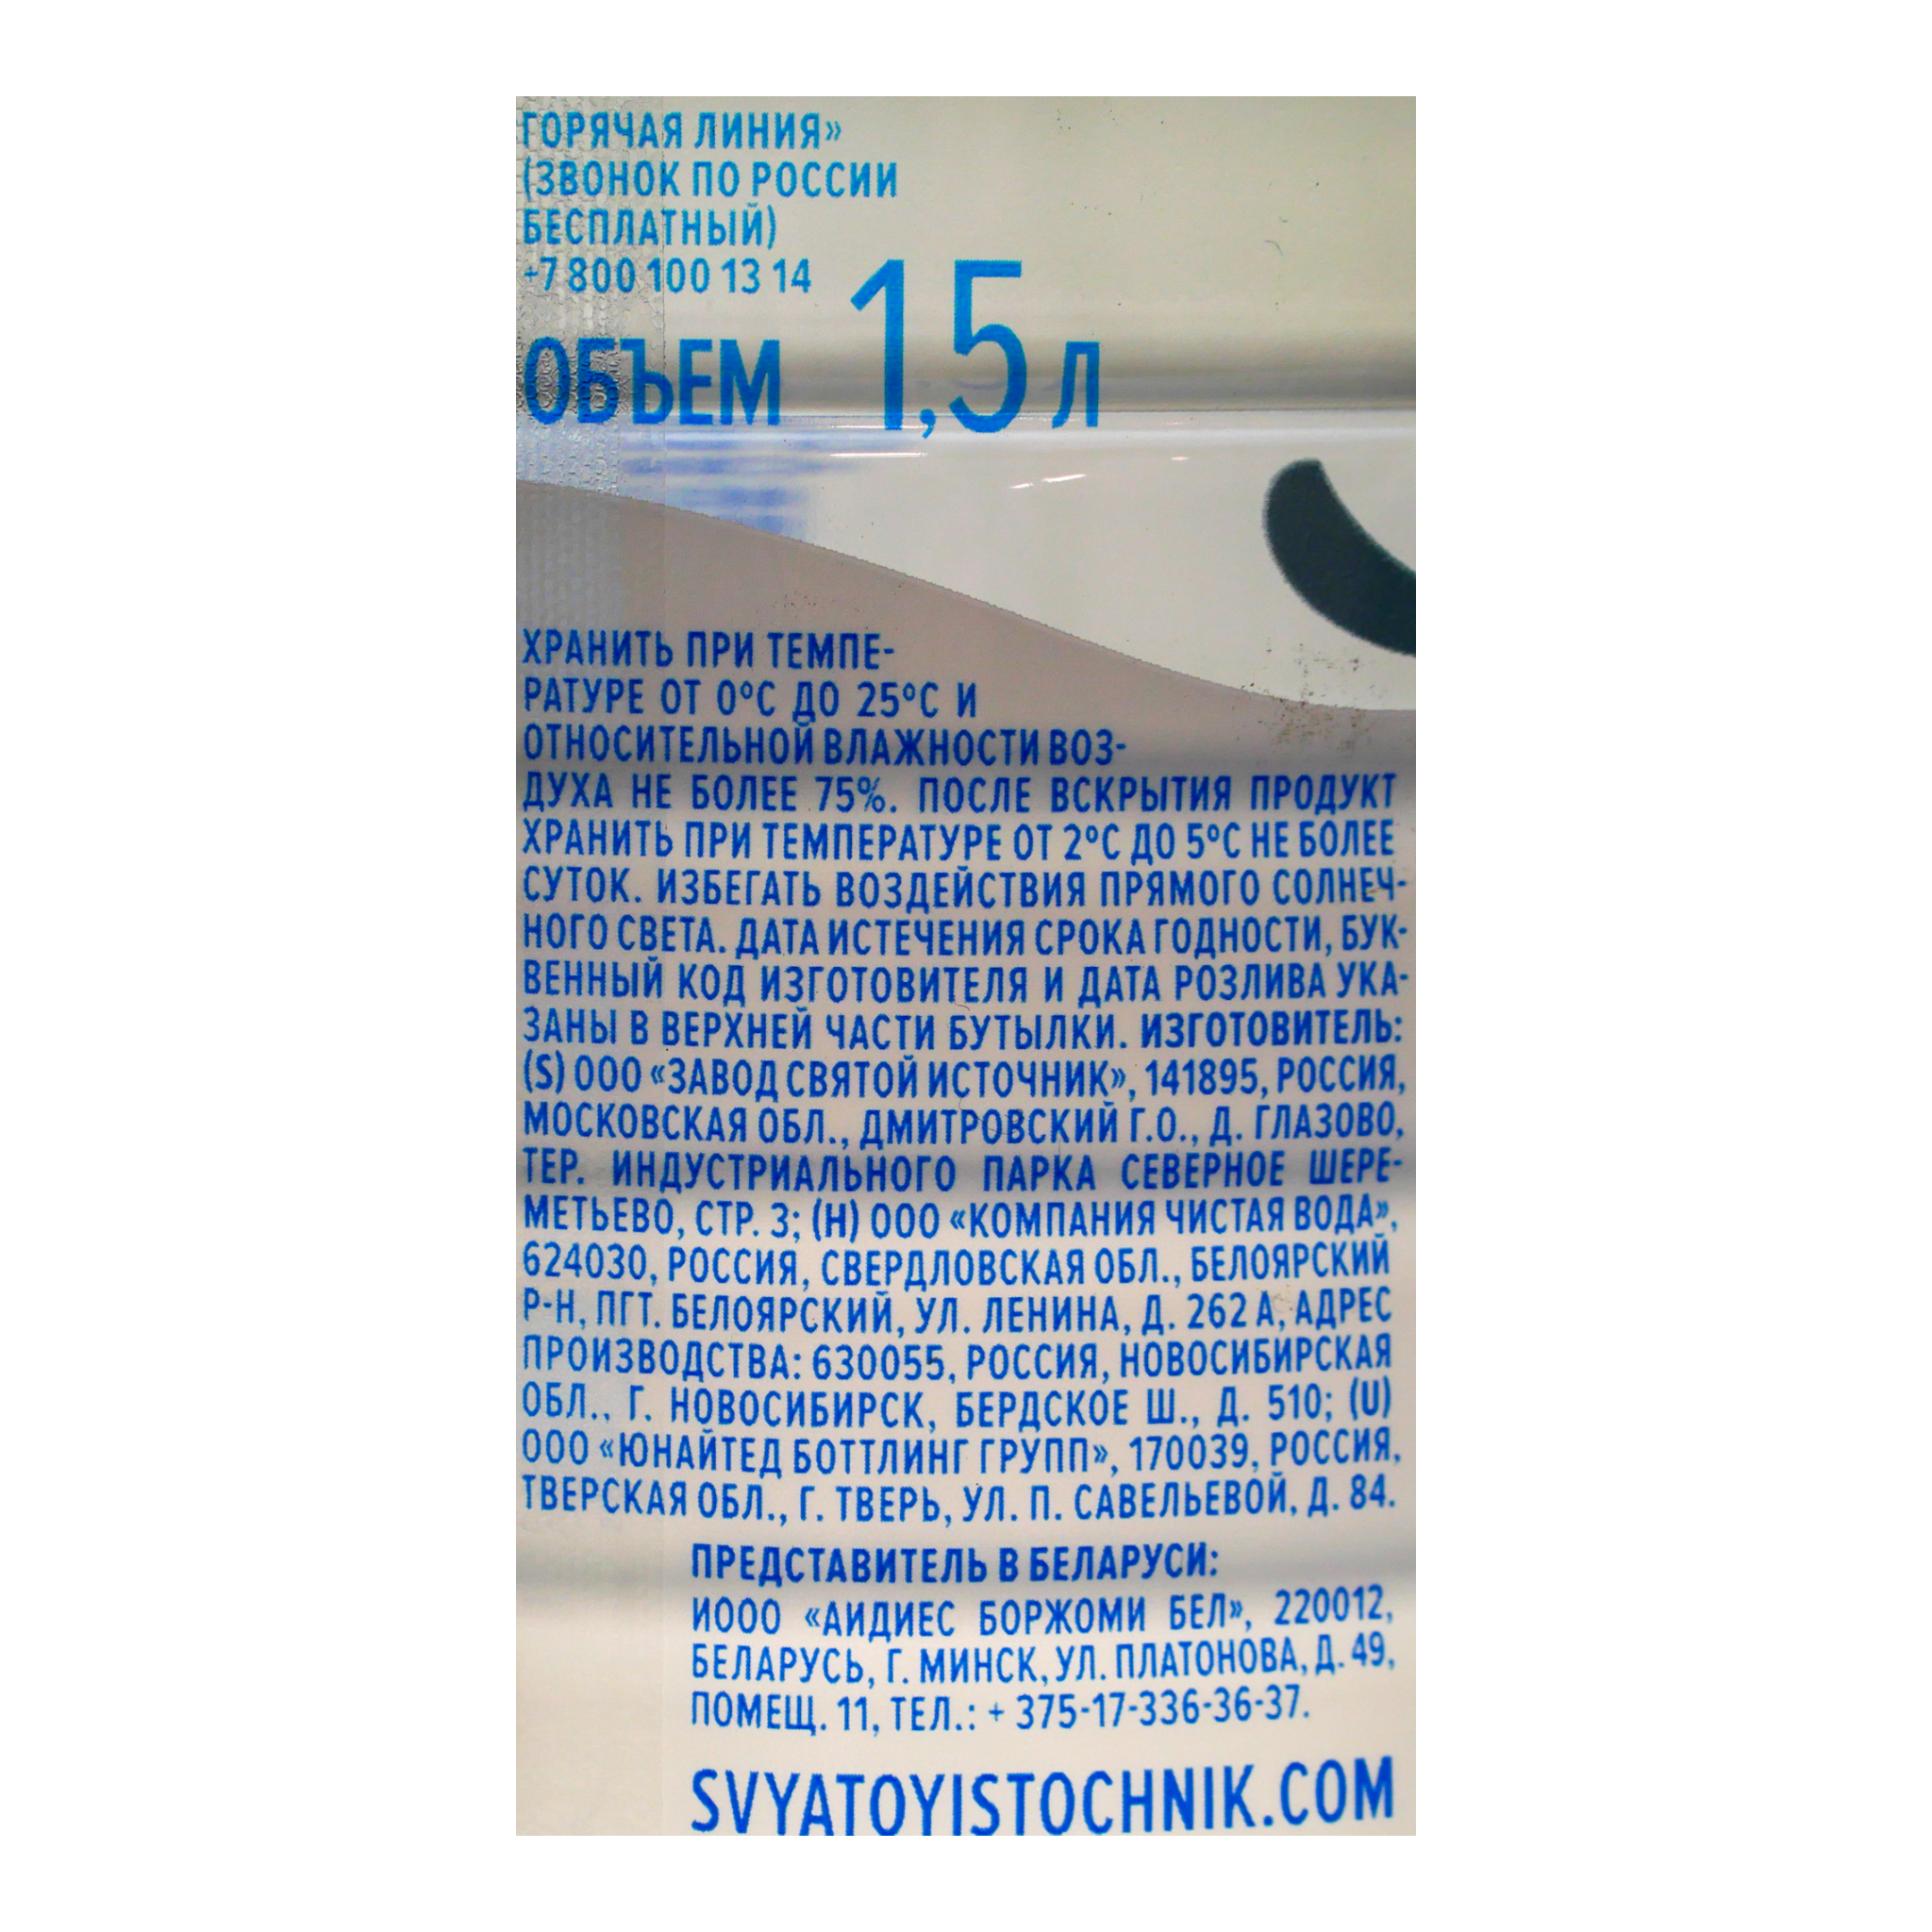 ГОРЯЧАЯ ЛИНИЯ»
(ЗВОНОК ПО РОССИИ
БЕСПЛАТНЫЙ)
+7 800 100 13 14
ОБЪЕМ 1,5 Л
ХРАНИТЬ ПРИ ТЕМПЕ-
РАТУРЕ ОТ 0°С ДО 25°С И
ОТНОСИТЕЛЬНОЙ ВЛАЖНОСТИ ВОЗ-
ДУХА НЕ БОЛЕЕ 75%. ПОСЛЕ ВСКРЫТИЯ ПРОДУКТ
ХРАНИТЬ ПРИ ТЕМПЕРАТУРЕ ОТ 2°С ДО 5°С НЕ БОЛЕЕ
СУТОК. ИЗБЕГАТЬ ВОЗДЕЙСТВИЯ ПРЯМОГО СОЛНЕЧ-
НОГО СВЕТА. ДАТА ИСТЕЧЕНИЯ СРОКА ГОДНОСТИ, БУК-
ВЕННЫЙ КОД ИЗГОТОВИТЕЛЯ И ДАТА РОЗЛИВА УКА-
ЗАНЫ В ВЕРХНЕЙ ЧАСТИ БУТЫЛКИ. ИЗГОТОВИТЕЛЬ:
(S) ООО «ЗАВОД СВЯТОЙ ИСТОЧНИК», 141895, РОССИЯ,
МОСКОВСКАЯ ОБЛ., ДМИТРОВСКИЙ Г.О., Д. ГЛАЗОВО,
ТЕР. ИНДУСТРИАЛЬНОГО ПАРКА СЕВЕРНОЕ ШЕРЕ-
МЕТЬЕВО, СТР. 3; (H) ООО «КОМПАНИЯ ЧИСТАЯ ВОДА»,
624030, РОССИЯ, СВЕРДЛОВСКАЯ ОБЛ., БЕЛОЯРСКИЙ
Р-Н, ПГТ. БЕЛОЯРСКИЙ, УЛ. ЛЕНИНА, Д. 262 А, АДРЕС
ПРОИЗВОДСТВА: 630055, РОССИЯ, НОВОСИБИРСКАЯ
ОБЛ., Г. НОВОСИБИРСК, БЕРДСКОЕ Ш., Д. 510; (U)
ООО «ЮНАЙТЕД БОТТЛИНГ ГРУПП», 170039, РОССИЯ,
ТВЕРСКАЯ ОБЛ., Г. ТВЕРЬ, УЛ. П. САВЕЛЬЕВОЙ, Д. 84.
ПРЕДСТАВИТЕЛЬ В БЕЛАРУСИ:
ИООО «АИДИЕС БОРЖОМИ БЕЛ», 220012,
БЕЛАРУСЬ, Г. МИНСК, УЛ. ПЛАТОНОВА, Д. 49,
ПОМЕЩ. 11, ТЕЛ.: + 375-17-336-36-37.
SVYATOYISTOCHNIK.COM